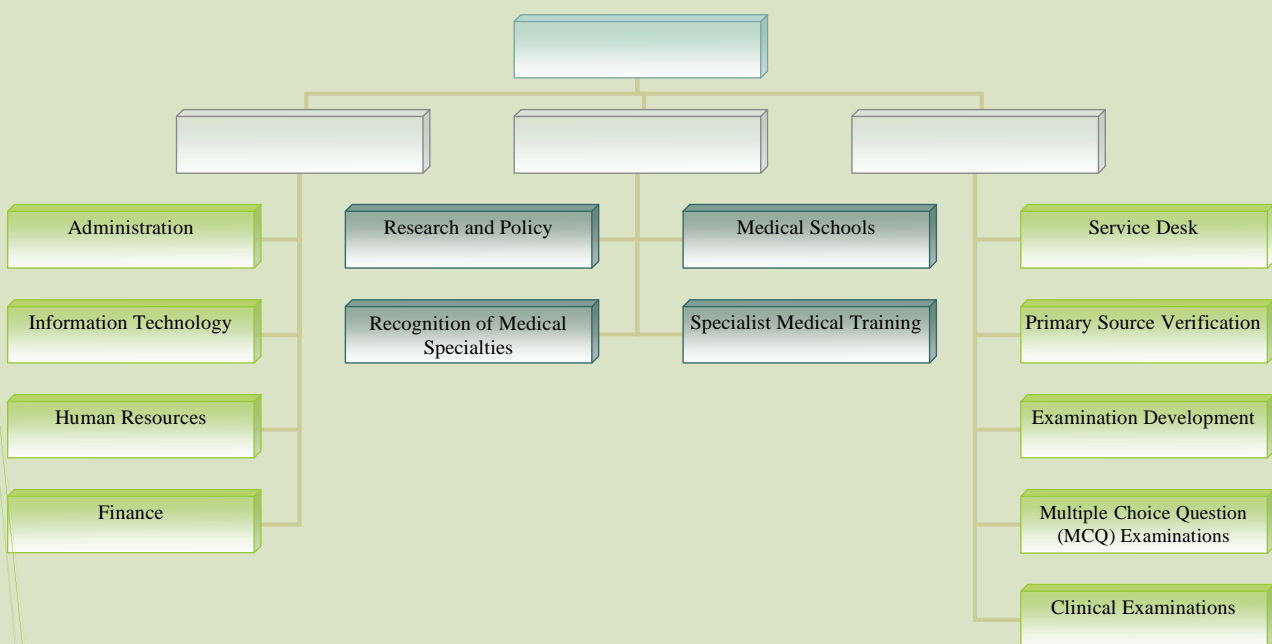 Administration
Information Technology
Human Resources
Finance
Research and Policy
Medical Schools
Recognition of Medical
Specialties
Specialist Medical Training
Service Desk
Primary Source Verification
Examination Development
Multiple Choice Question
(MCQ) Examinations
Clinical Examinations